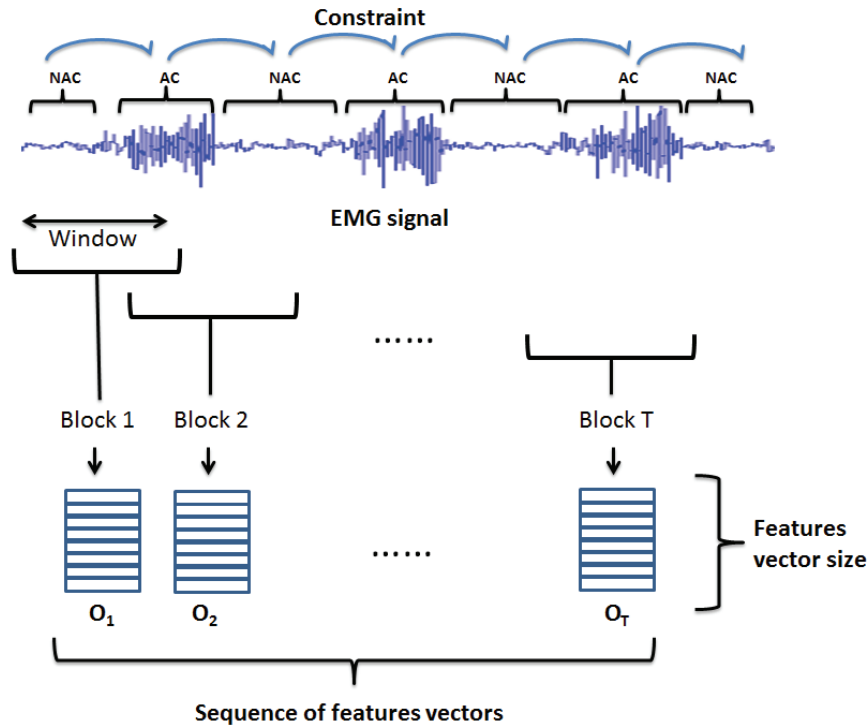 Constraint
NAC AC NAC AC NAC AC NAC
EMG signal
Window
......
Block 1 Block 2 Block T
......
Features
vector size
O1 O2 OT
Sequence of features vectors